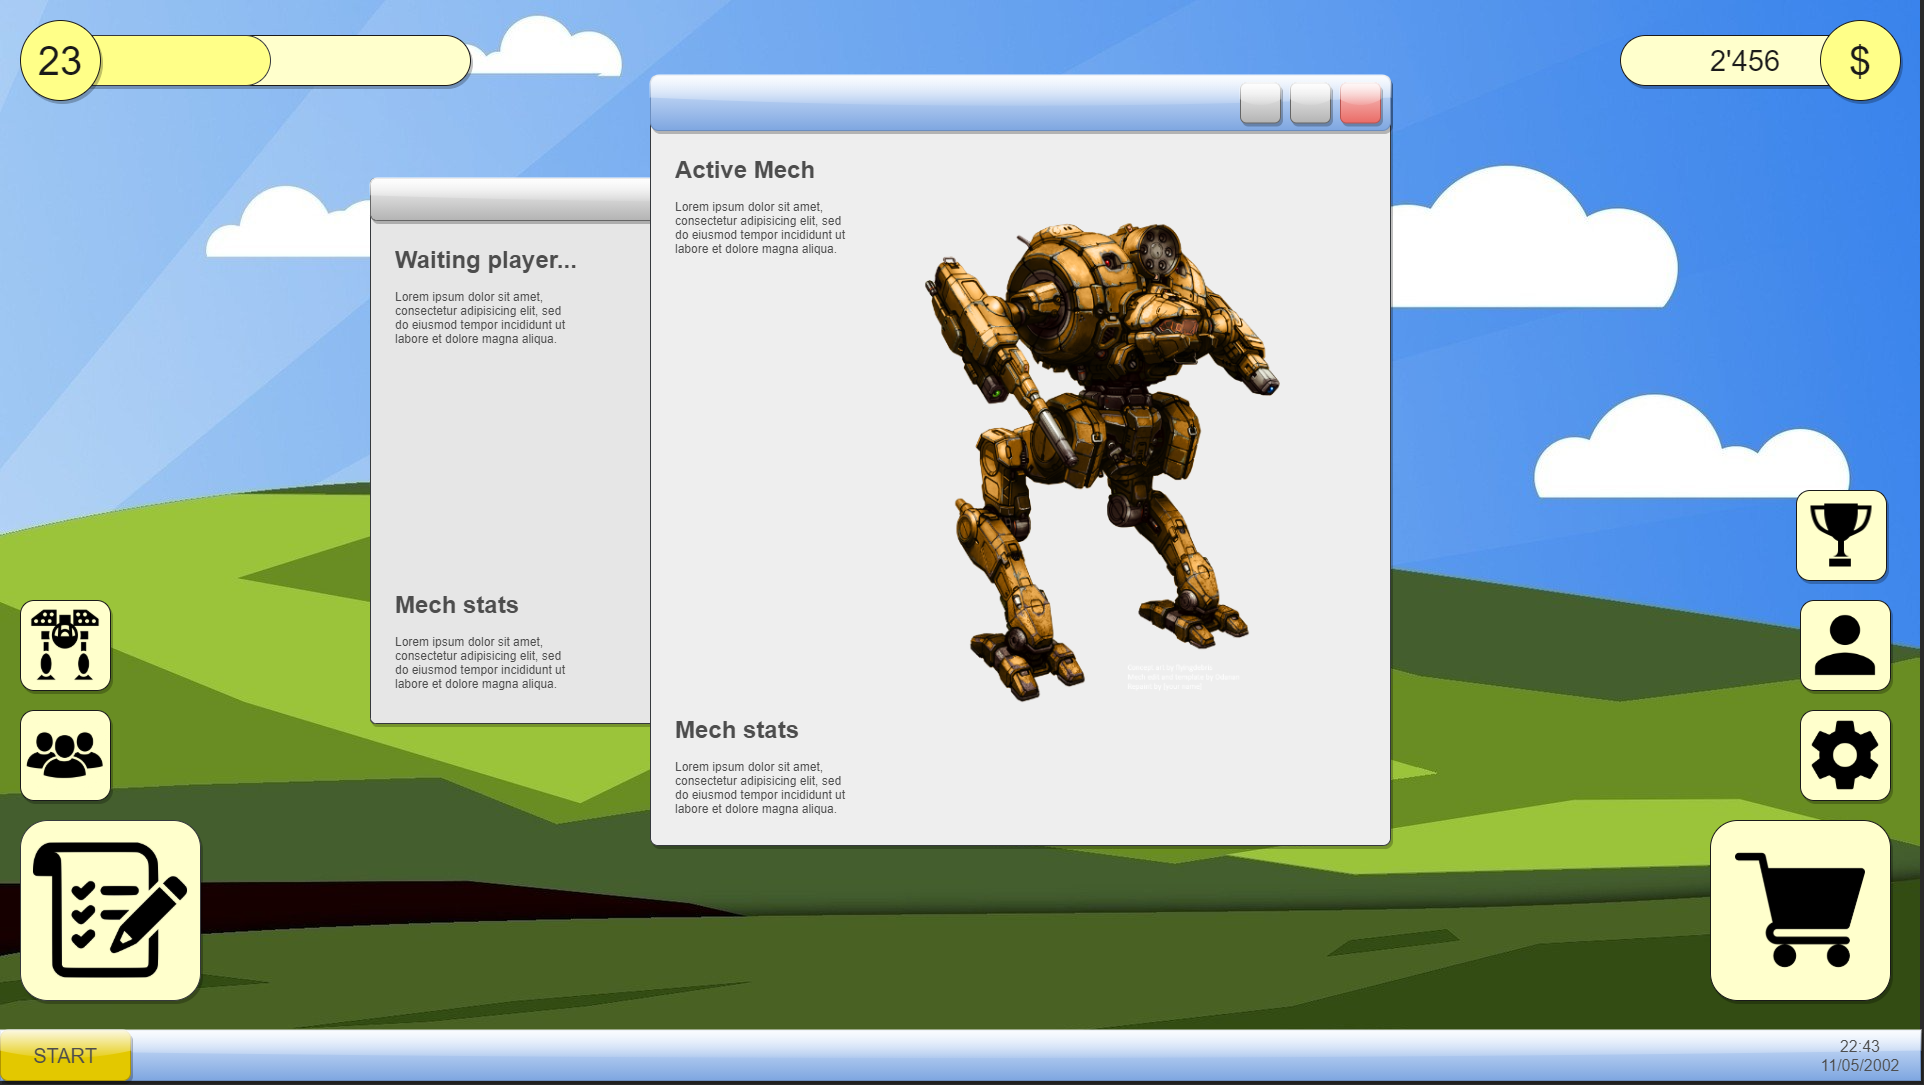 23
2'456
$
Active Mech
Lorem ipsum dolor sit amet,
consectetur adipisicing elit, sed
do eiusmod tempor incididunt ut
labore et dolore magna aliqua.
Waiting player...
Lorem ipsum dolor sit amet,
consectetur adipisicing elit, sed
do eiusmod tempor incididunt ut
labore et dolore magna aliqua.
Mech stats
Lorem ipsum dolor sit amet,
consectetur adipisicing elit, sed
do eiusmod tempor incididunt ut
labore et dolore magna aliqua.
Mech stats
Lorem ipsum dolor sit amet,
consectetur adipisicing elit, sed
do eiusmod tempor incididunt ut
labore et dolore magna aliqua.
START
22:43
11/05/2002